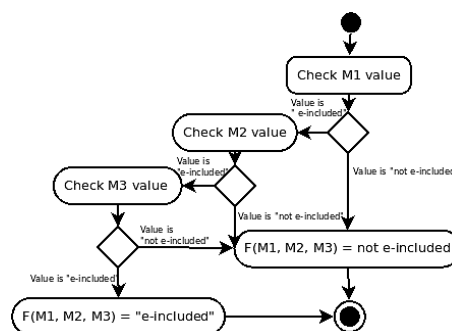 Check M1 value
Value is
" e-included"
Check M2 value
Value is
"e-included"
Value is "not e-included"
Check M3 value
Value is "not e-included"
Value is
"not e-included"
F(M1, M2, M3) = not e-included
Value is "e-included"
F(M1, M2, M3) = "e-included"